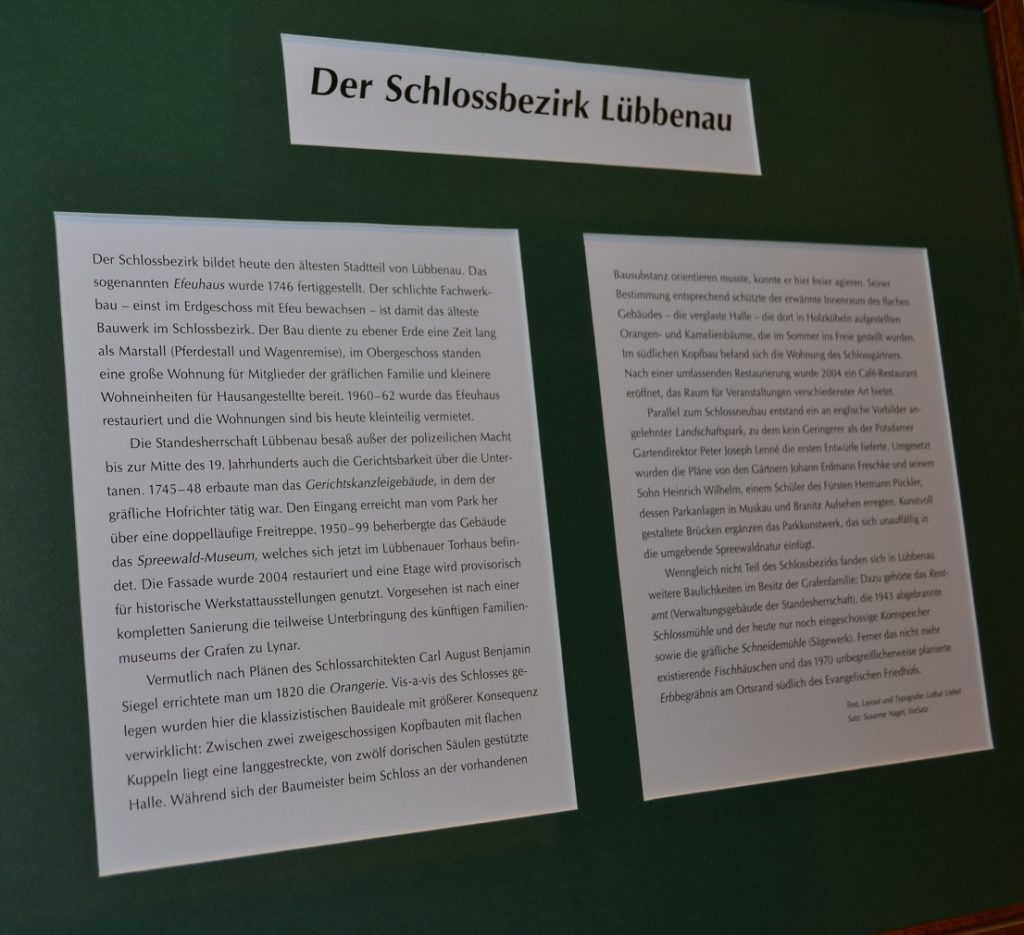 Der Schlossbezirk Lübbenau
Der Schlossbezirk bildet heute den ältesten Stadtteil von Lübbenau. Das
sogenannten Efeuhaus wurde 1746 fertiggestellt. Der schlichte Fachwerk-
bau – einst im Erdgeschoss mit Efeu bewachsen – ist damit das älteste
Bauwerk im Schlossbezirk. Der Bau diente zu ebener Erde eine Zeit lang
als Marstall (Pferdestall und Wagenremise), im Obergeschoss standen
eine große Wohnung für Mitglieder der gräflichen Familie und kleinere
Wohneinheiten für Hausangestellte bereit. 1960–62 wurde das Efeuhaus
restauriert und die Wohnungen sind bis heute kleinteilig vermietet.
Die Standesherrschaft Lübbenau besaß außer der polizeilichen Macht
bis zur Mitte des 19. Jahrhunderts auch die Gerichtsbarkeit über die Unter-
tanen. 1745–48 erbaute man das Gerichtskanzleigebäude, in dem der
gräfliche Hofrichter tätig war. Den Eingang erreicht man vom Park her
über eine doppelläufige Freitreppe. 1950–99 beherbergte das Gebäude
das Spreewald-Museum, welches sich jetzt im Lübbenauer Torhaus befin-
det. Die Fassade wurde 2004 restauriert und eine Etage wird provisorisch
für historische Werkstattausstellungen genutzt. Vorgesehen ist nach einer
kompletten Sanierung die teilweise Unterbringung des künftigen Familien-
museums der Grafen zu Lynar.
Vermutlich nach Plänen des Schlossarchitekten Carl August Benjamin
Siegel errichtete man um 1820 die Orangerie. Vis-a-vis des Schlosses ge-
legen wurden hier die klassizistischen Bauideale mit größerer Konsequenz
verwirklicht: Zwischen zwei zweigeschossigen Kopfbauten mit flachen
Kuppeln liegt eine langgestreckte, von zwölf dorischen Säulen gestützte
Halle. Während sich der Baumeister beim Schloss an der vorhandenen
Bausubstanz orientieren musste, konnte er hier freier agieren. Seiner
Bestimmung entsprechend schützte der erwärmte Innenraum des flachen
Gebäudes – die verglaste Halle – die dort in Holzkübeln aufgestellten
Orangen- und Kamelienbäume, die im Sommer ins Freie gestellt wurden.
Im südlichen Kopfbau befand sich die Wohnung des Schlossgärtners.
Nach einer umfassenden Restaurierung wurde 2004 ein Café-Restaurant
eröffnet, das Raum für Veranstaltungen verschiedenster Art bietet.
Parallel zum Schlossneubau entstand ein an englische Vorbilder an-
gelehnter Landschaftspark, zu dem kein Geringerer als der Potsdamer
Gartendirektor Peter Joseph Lenné die ersten Entwürfe lieferte. Umgesetzt
wurden die Pläne von den Gärtnern Johann Erdmann Freschke und seinem
Sohn Heinrich Wilhelm, einem Schüler des Fürsten Hermann Pückler,
dessen Parkanlagen in Muskau und Branitz Aufsehen erregten. Kunstvoll
gestaltete Brücken ergänzen das Parkkunstwerk, das sich unauffällig in
die umgebende Spreewaldnatur einfügt.
Wenngleich nicht Teil des Schlossbezirks fanden sich in Lübbenau
weitere Baulichkeiten im Besitz der Grafenfamilie: Dazu gehörte das Rent-
amt (Verwaltungsgebäude der Standesherrschaft), die 1943 abgebrannte
Schlossmühle und der heute nur noch eingeschossige Kornspeicher
sowie die gräfliche Schneidemühle (Sägewerk). Ferner das nicht mehr
existierende Fischhäuschen und das 1970 unbegreiflicherweise planierte
Erbbegräbnis am Ortsrand südlich des Evangelischen Friedhofs.
Text, Layout und Typografie: Lothar Uebel
Satz: Susanne Nagel, VorSatz